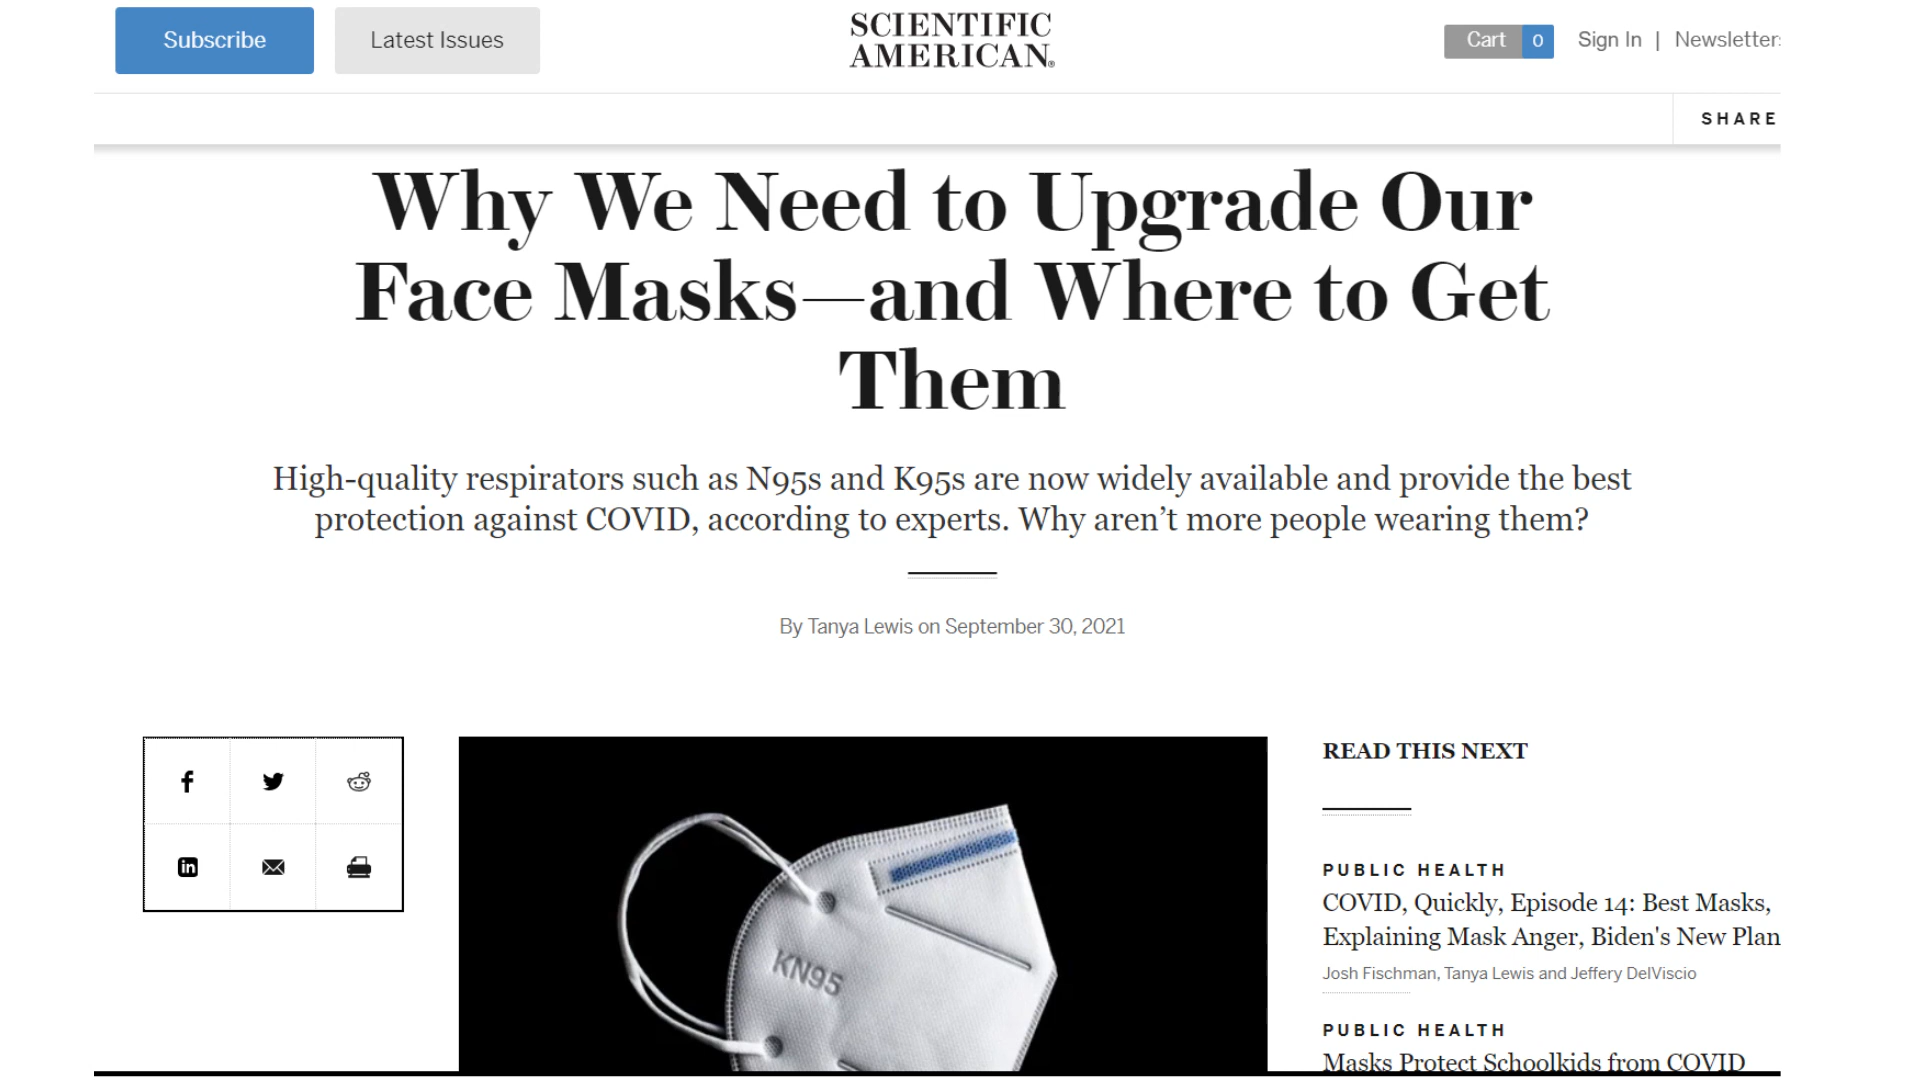 Subscribe
Latest Issues
SCIENTIFIC
AMERICAN®
Cart 0
Sign In | Newsletter
SHARE
Why We Need to Upgrade Our
Face Masks—and Where to Get
Them
High-quality respirators such as N95s and K95s are now widely available and provide the best
protection against COVID, according to experts. Why aren’t more people wearing them?
By Tanya Lewis on September 30, 2021
KN95
READ THIS NEXT
PUBLIC HEALTH
COVID, Quickly, Episode 14: Best Masks,
Explaining Mask Anger, Biden's New Plan
Josh Fischman, Tanya Lewis and Jeffery DelViscio
PUBLIC HEALTH
Masks Protect Schoolkids from COVID